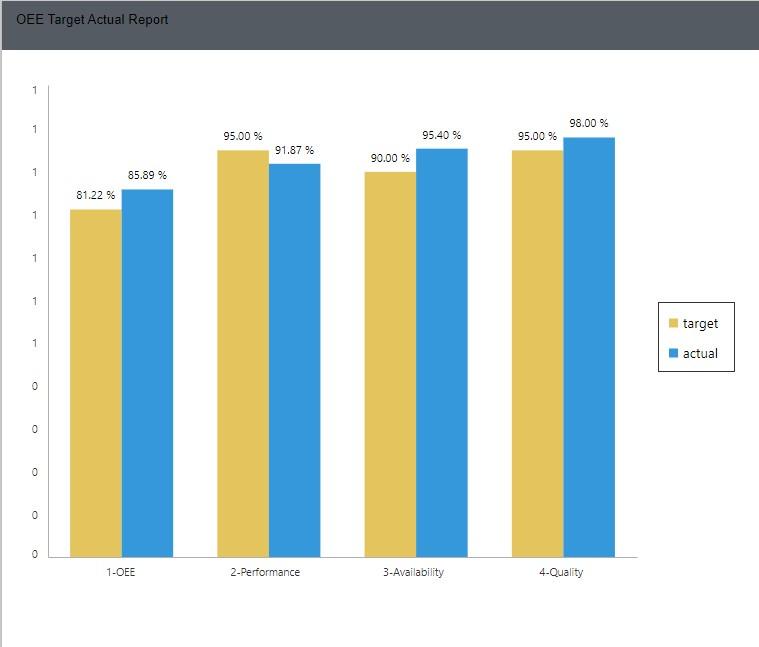 OEE Target Actual Report
1
1
1
1
1
1
1
0
0
0
0
0
81.22 %
85.89 %
95.00 %
91.87 %
90.00 %
95.40 %
95.00 %
98.00 %
1-OEE
2-Performance
3-Availability
4-Quality
target
actual